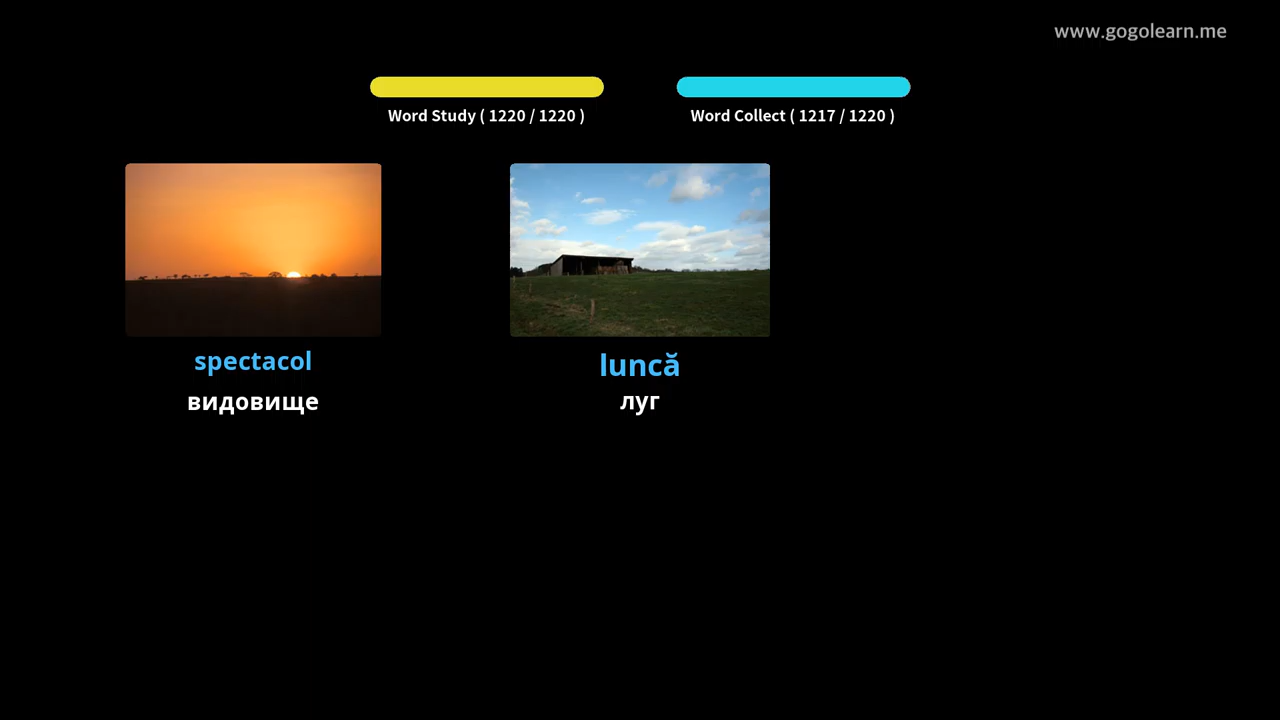 www.gogolearn.me
Word Study ( 1220 / 1220 )
Word Collect ( 1217 / 1220 )
spectacol
видовище
luncă
луг